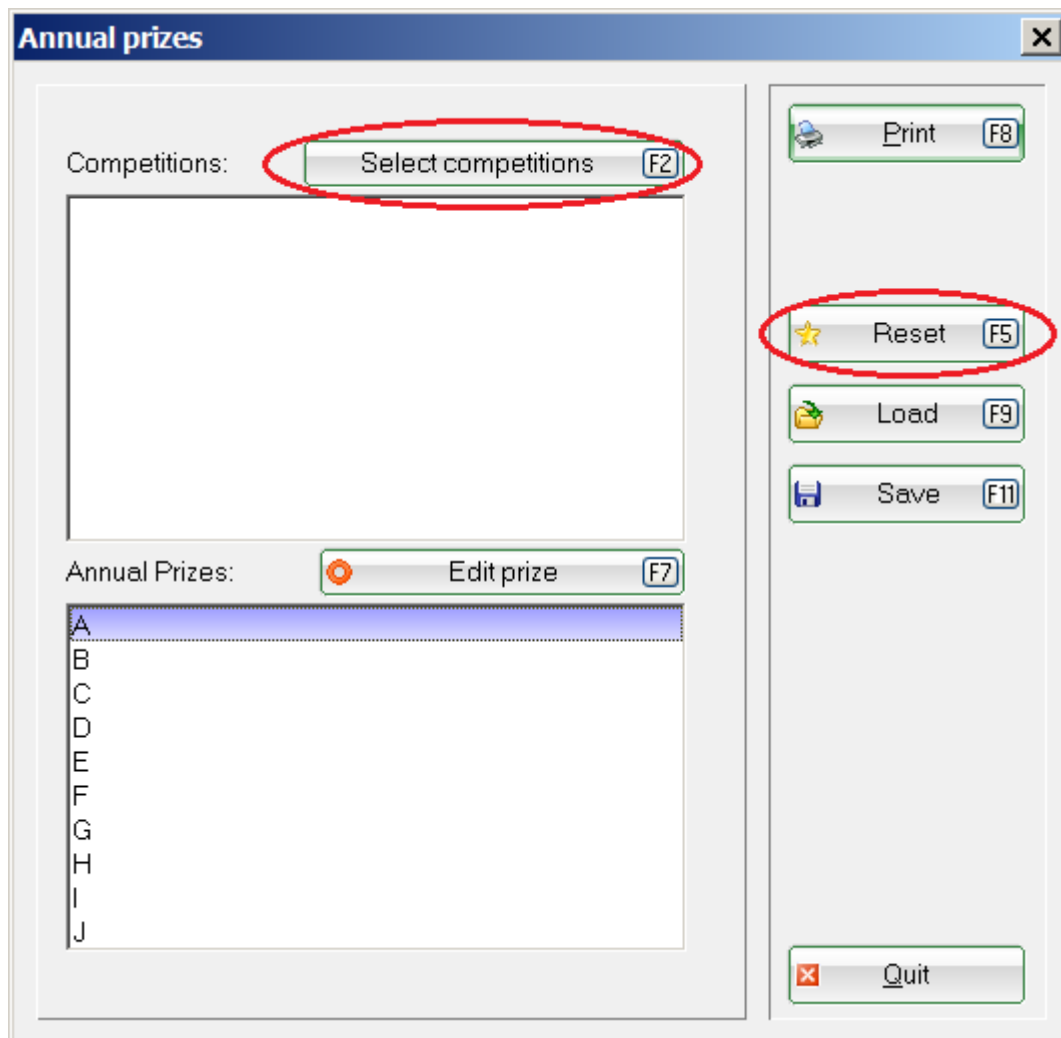 Annual prizes
Competitions:
Select competitions F2
Annual Prizes:
Edit prize F7
A
B
C
D
E
F
G
H
I
J
Print F8
Reset F5
Load F9
Save F11
Quit